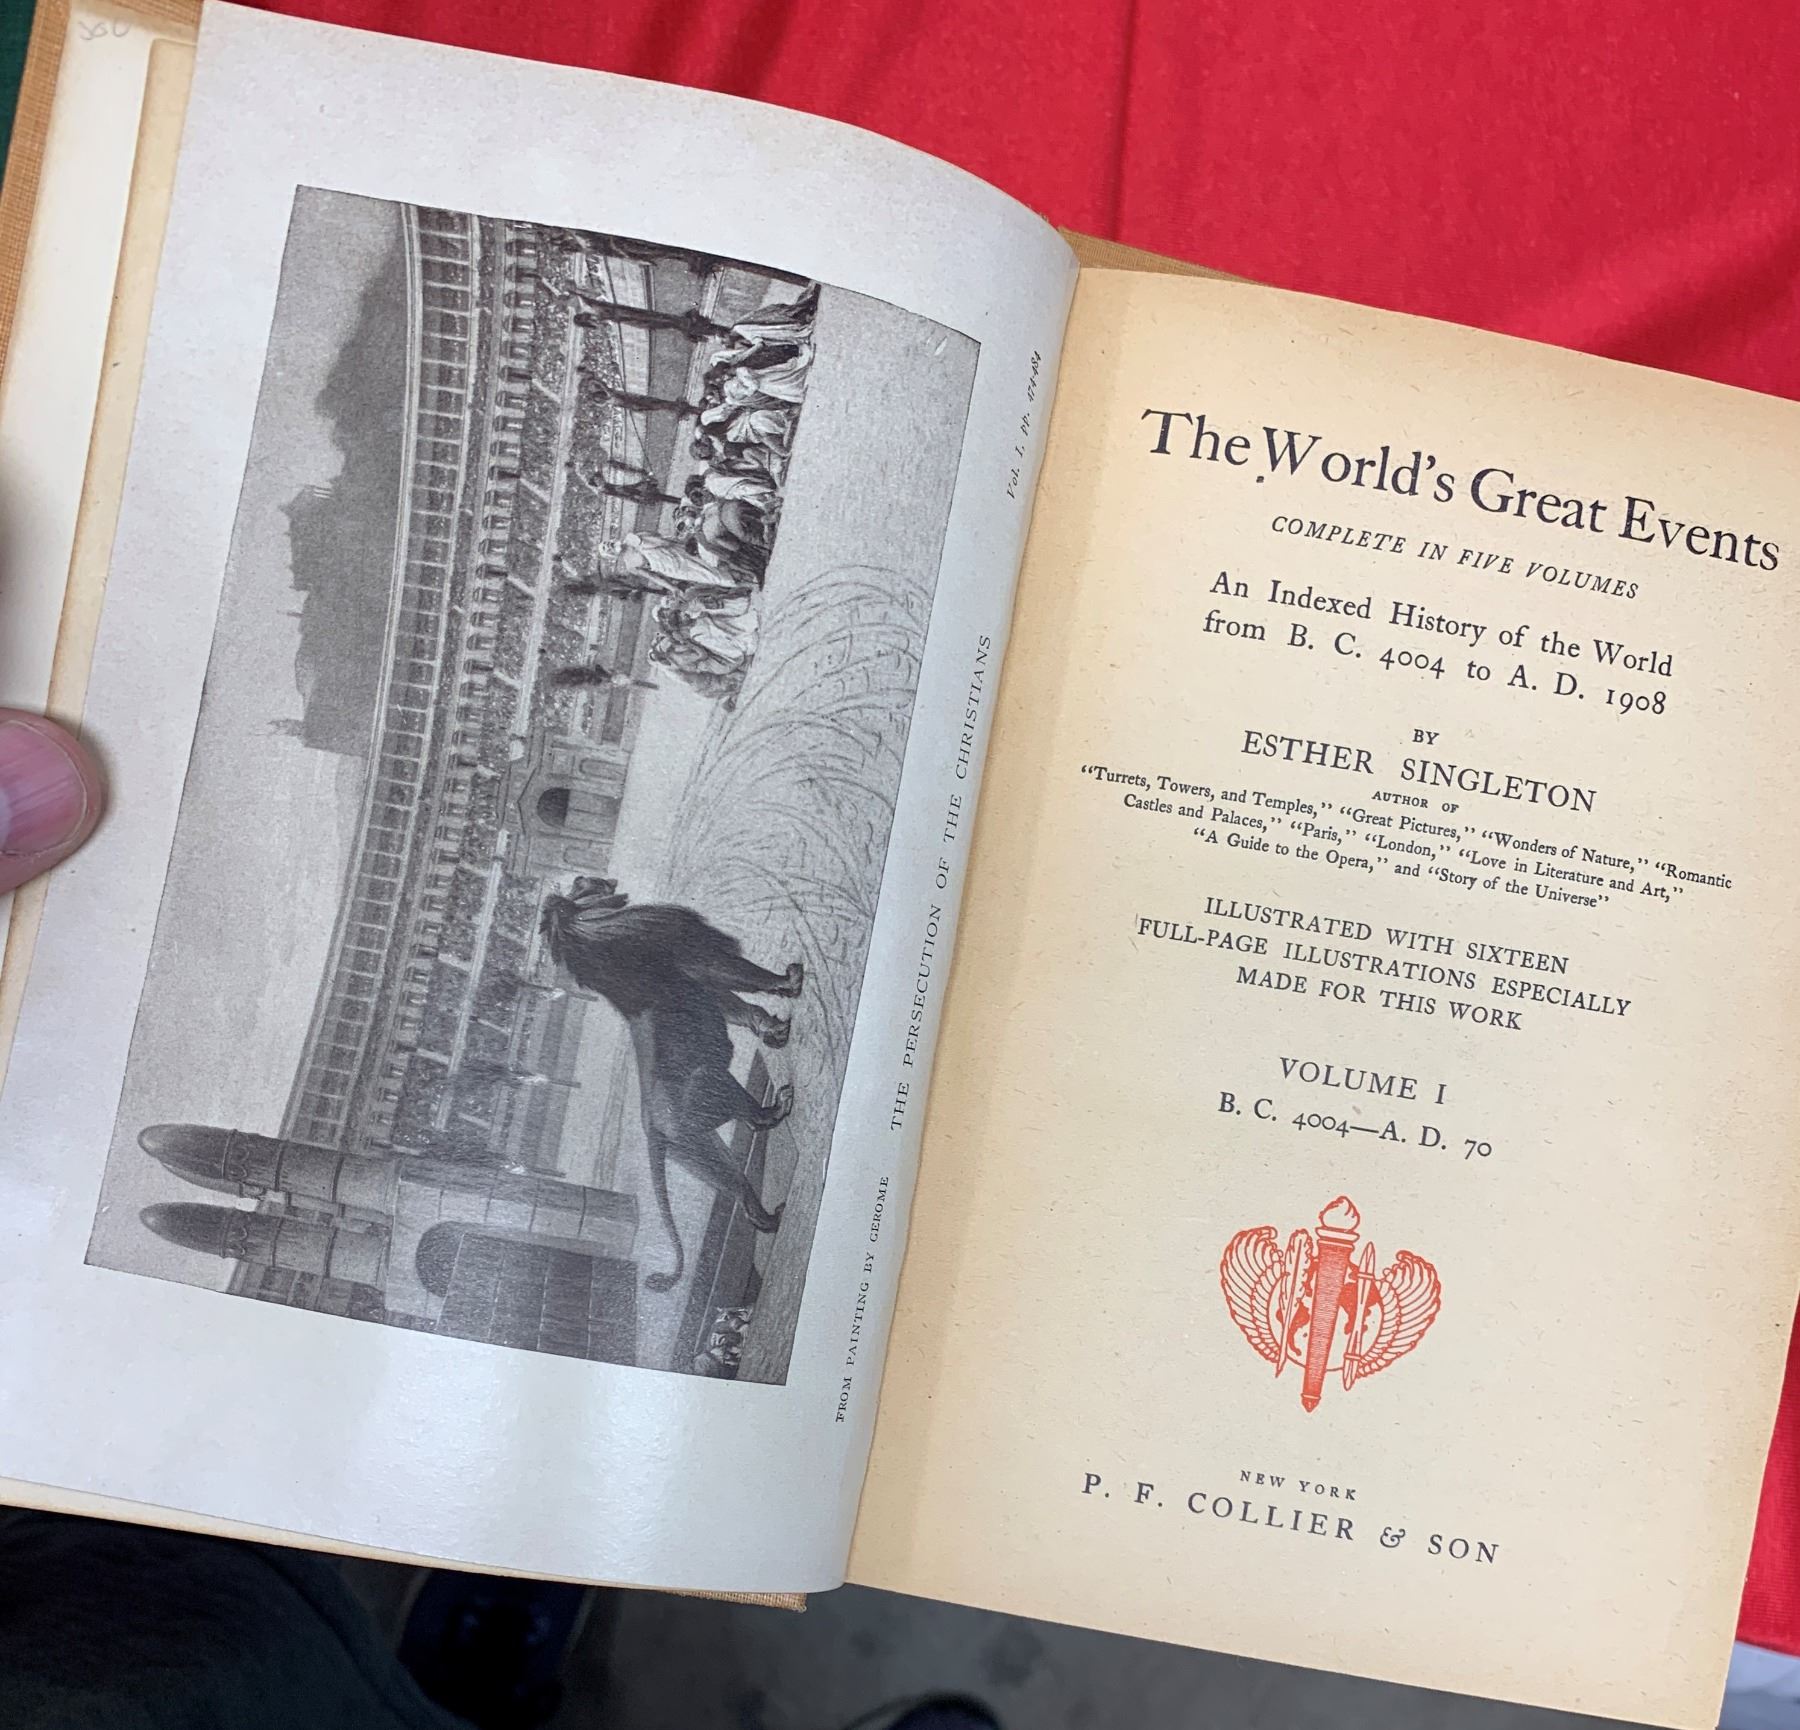 Vol. I, pp. 474-484
THE PERSECUTION OF THE CHRISTIANS
FROM PAINTING BY GEROME
The World's Great Events
COMPLETE IN FIVE VOLUMES
An Indexed History of the World
from B. C. 4004 to A. D. 1908
BY
ESTHER SINGLETON
AUTHOR OF
“Turrets, Towers, and Temples,” “Great Pictures,” “Wonders of Nature,” “Romantic
Castles and Palaces,” “Paris,” “London,” “Love in Literature and Art,”
“A Guide to the Opera,” and “Story of the Universe”
ILLUSTRATED WITH SIXTEEN
FULL-PAGE ILLUSTRATIONS ESPECIALLY
MADE FOR THIS WORK
VOLUME I
B. C. 4004—A. D. 70
NEW YORK
P. F. COLLIER & SON